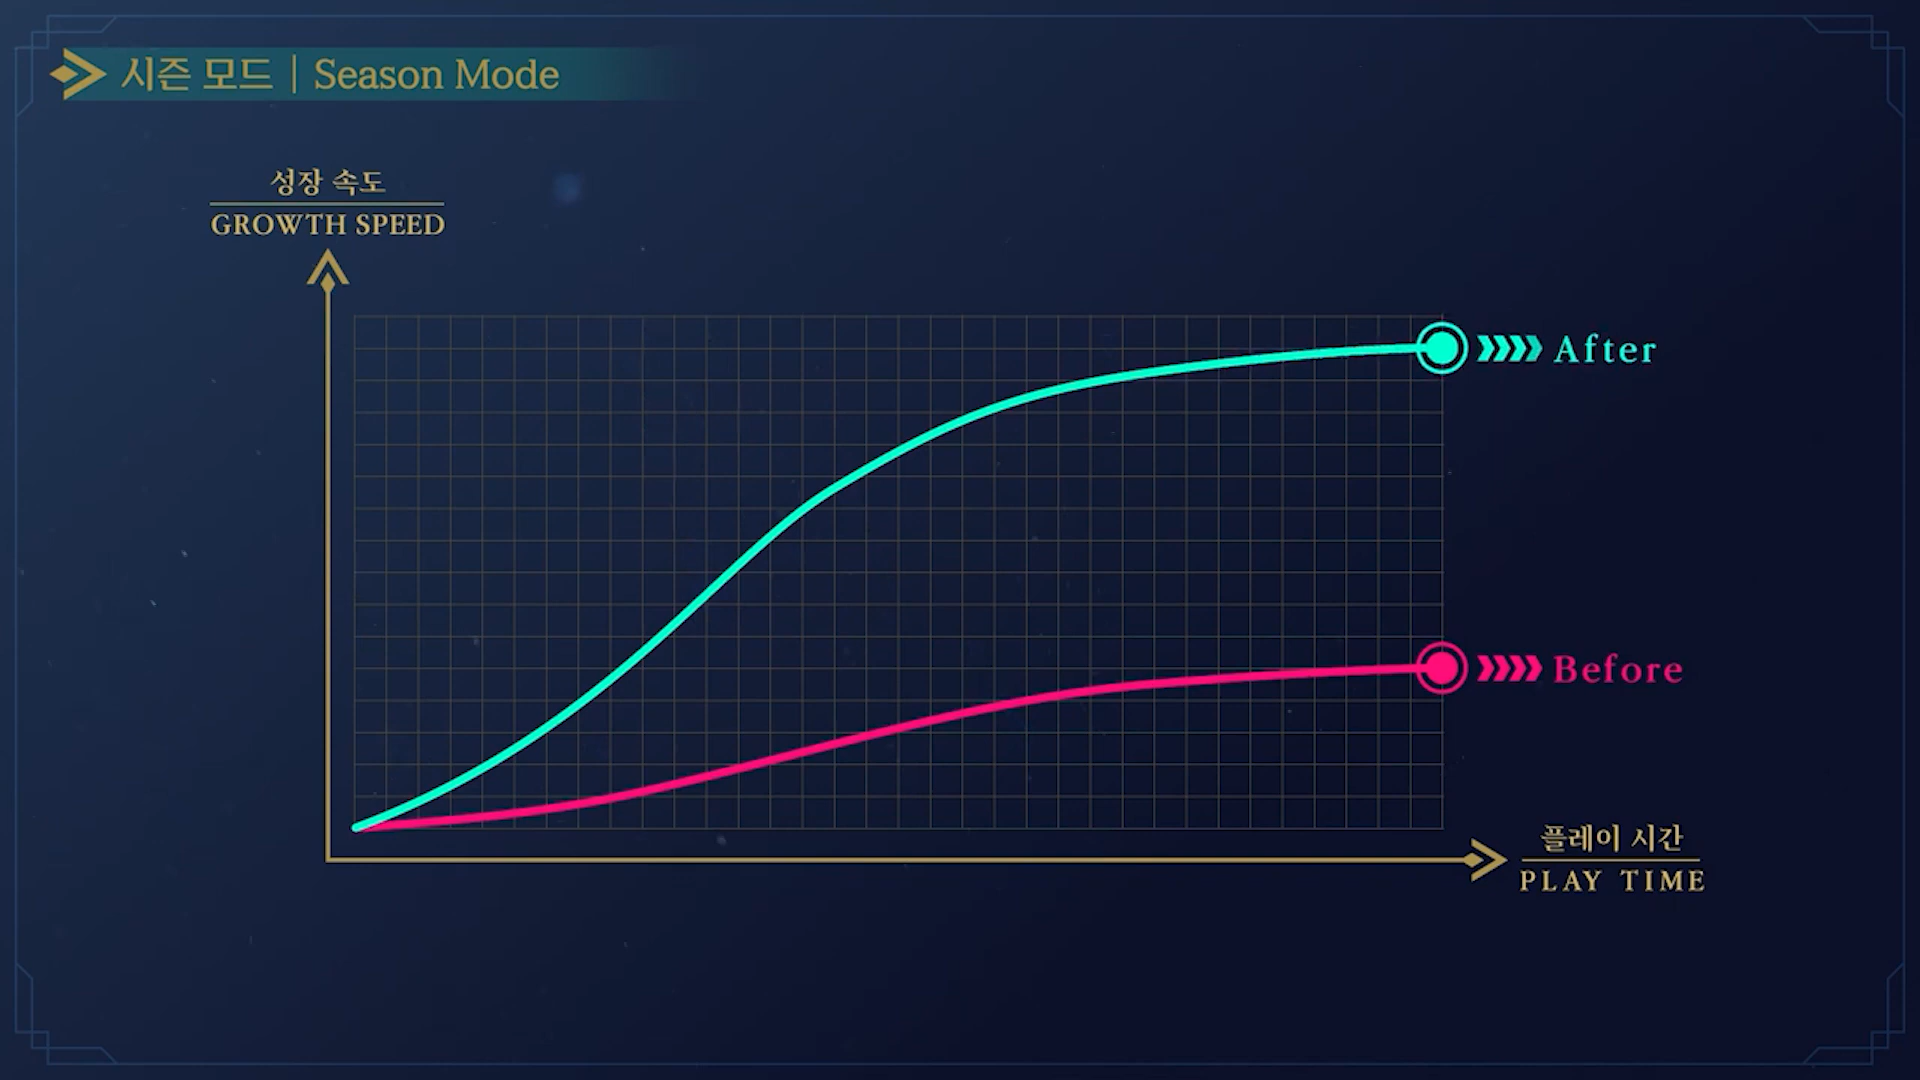 시즌 모드 | Season Mode
성장 속도
GROWTH SPEED
After
Before
플레이 시간
PLAY TIME